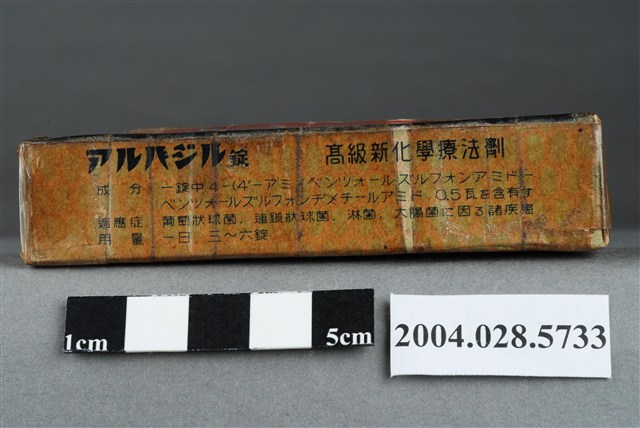 アルバジル錠 高級新化學療法劑
成分 一錠中4-(4'-アミノベンツォールズルフォンアミド)-
ベンツォールズルフォンヂメチールアミド、0.5瓦を含有す
適應症 葡萄狀球菌、連鎖狀球菌、淋菌、大腸菌に因る諸疾患
用量 一日 三〜六錠
1cm 5cm
2004.028.5733